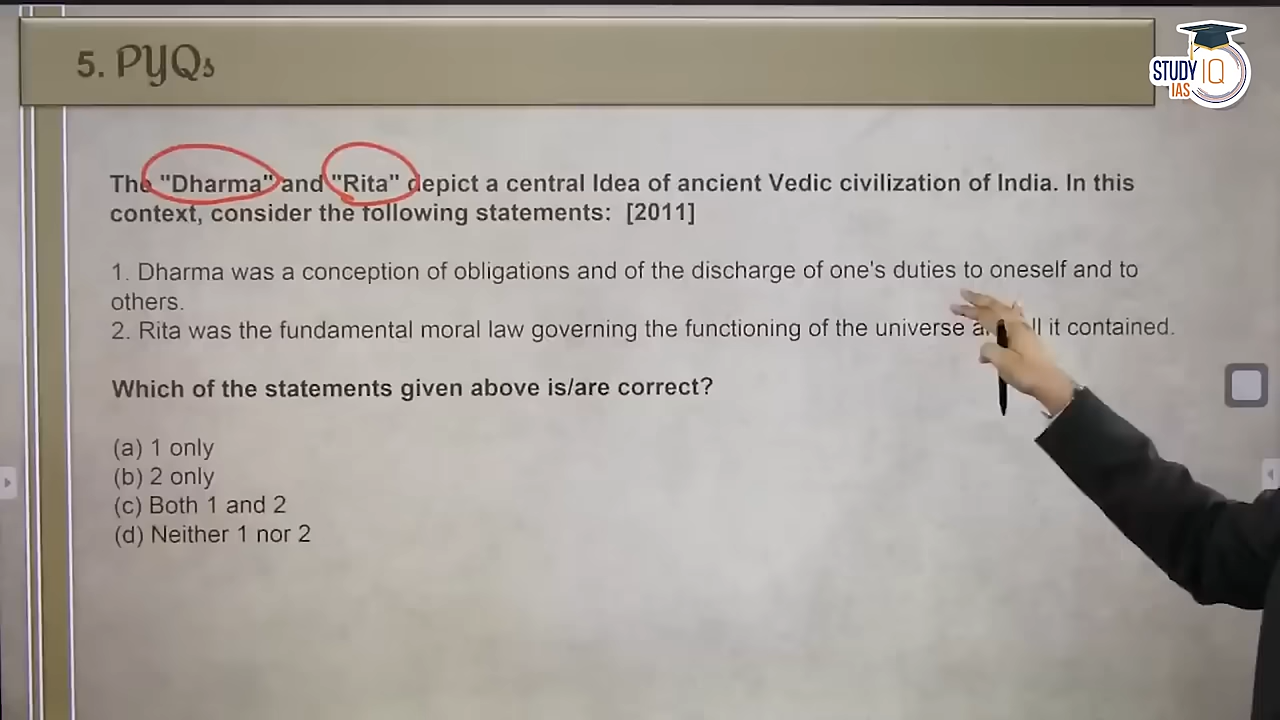 5. PYQs
STUDY IQ
IAS
The "Dharma" and "Rita" depict a central Idea of ancient Vedic civilization of India. In this
context, consider the following statements: [2011]
1. Dharma was a conception of obligations and of the discharge of one's duties to oneself and to
others.
2. Rita was the fundamental moral law governing the functioning of the universe it contained.
Which of the statements given above is/are correct?
(a) 1 only
(b) 2 only
(c) Both 1 and 2
(d) Neither 1 nor 2